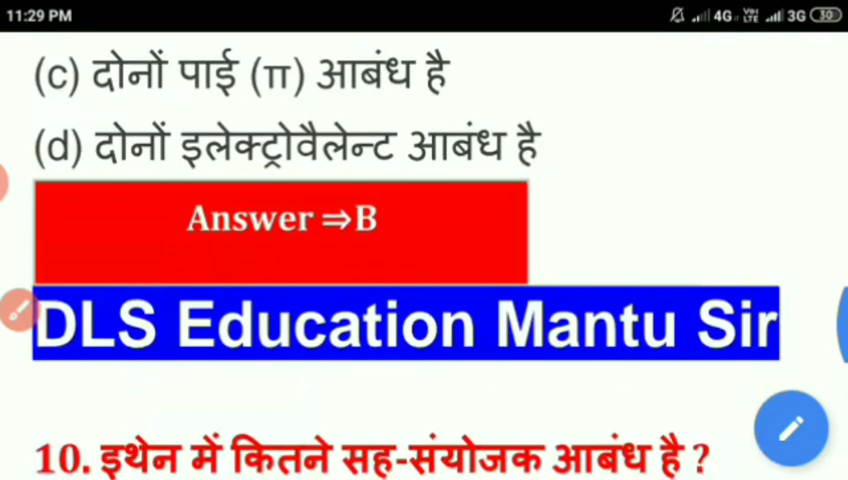 11:29 PM 4G VoLTE 3G 30
(c) दोनों पाई (π) आबंध है
(d) दोनों इलेक्ट्रोवैलेन्ट आबंध है
Answer ⇒B
DLS Education Mantu Sir
10. इथेन में कितने सह-संयोजक आबंध है ?